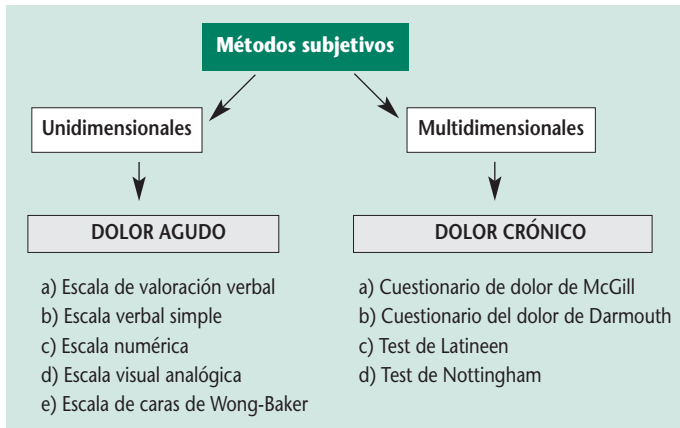 Métodos subjetivos
Unidimensionales
Multidimensionales
DOLOR AGUDO
DOLOR CRÓNICO
a) Escala de valoración verbal
b) Escala verbal simple
c) Escala numérica
d) Escala visual analógica
e) Escala de caras de Wong-Baker
a) Cuestionario de dolor de McGill
b) Cuestionario del dolor de Darmouth
c) Test de Latineen
d) Test de Nottingham